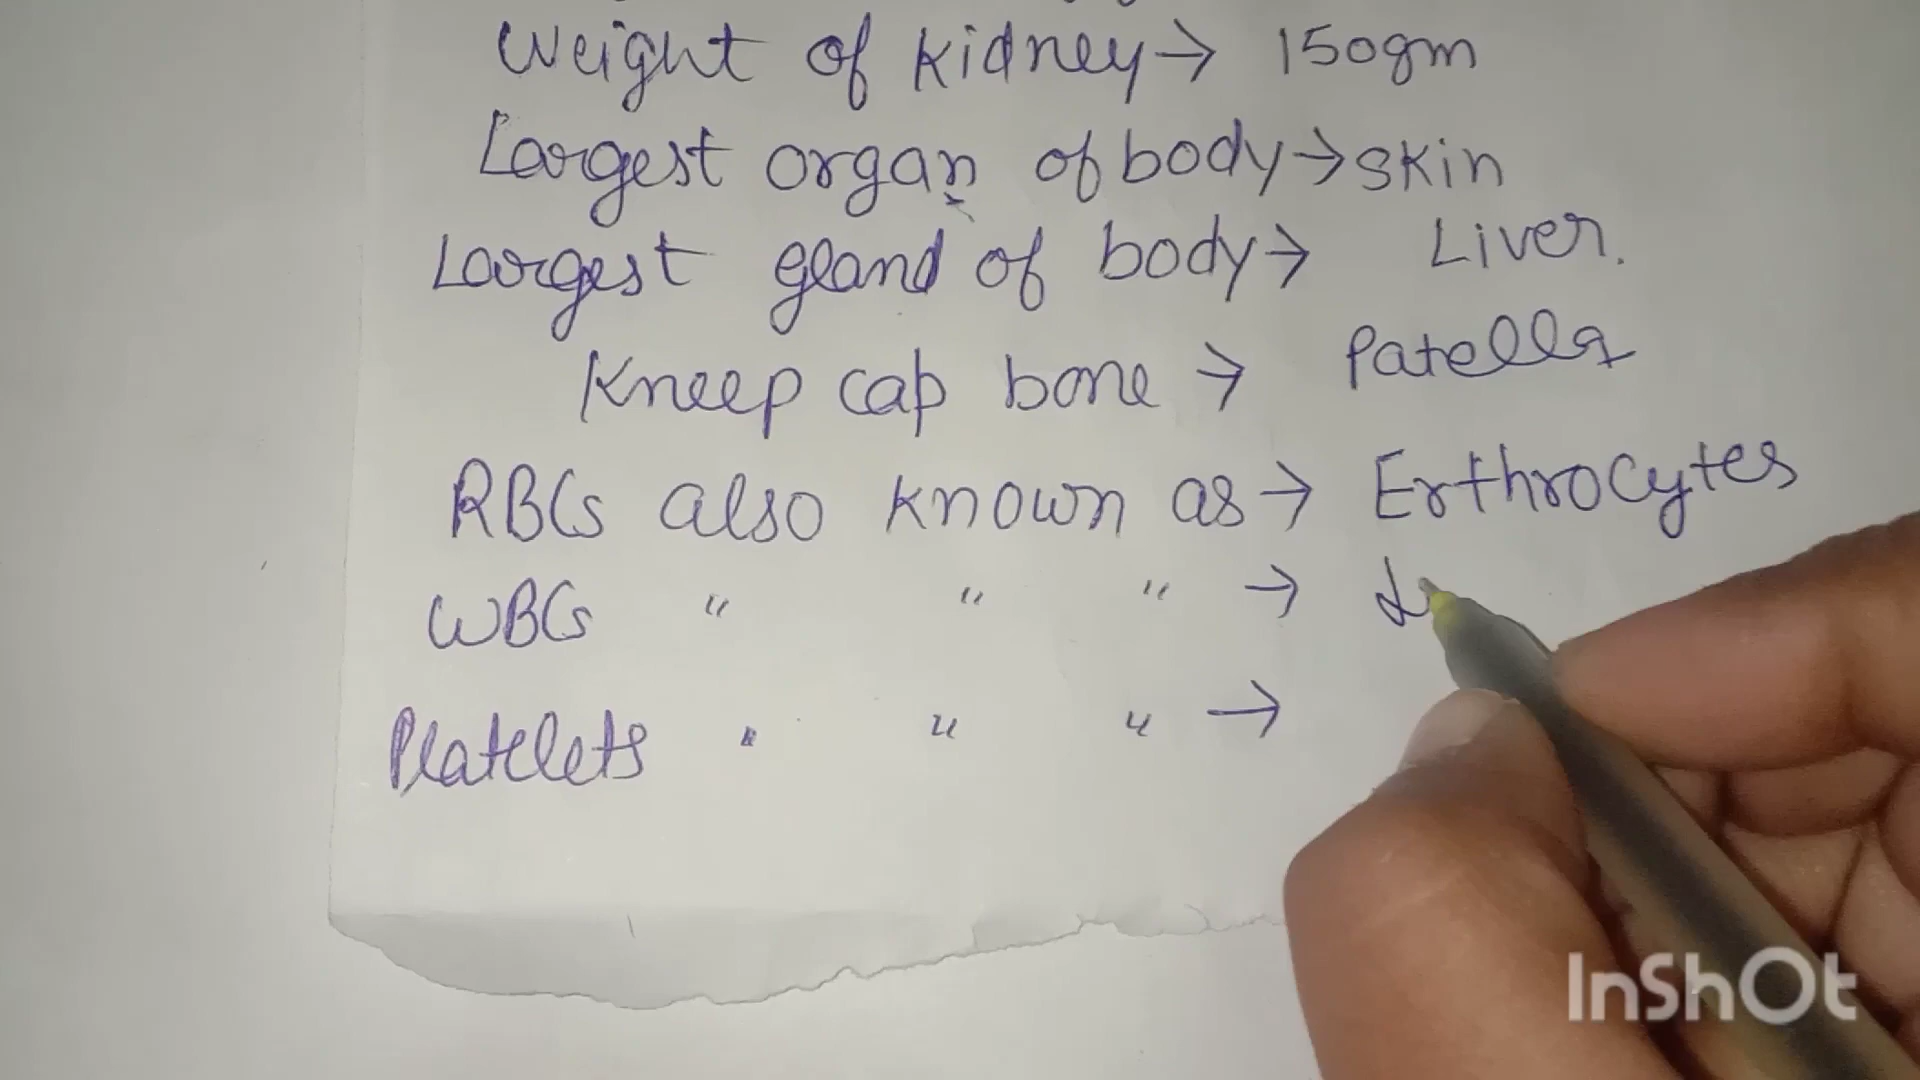 Weight of Kidney → 150gm
Largest organ of body → skin
Largest gland of body → Liver.
Kneep cap bone → Patella
RBCs also known as → Erthrocytes
WBCs " " " →
Platelets " " " →
InShOt